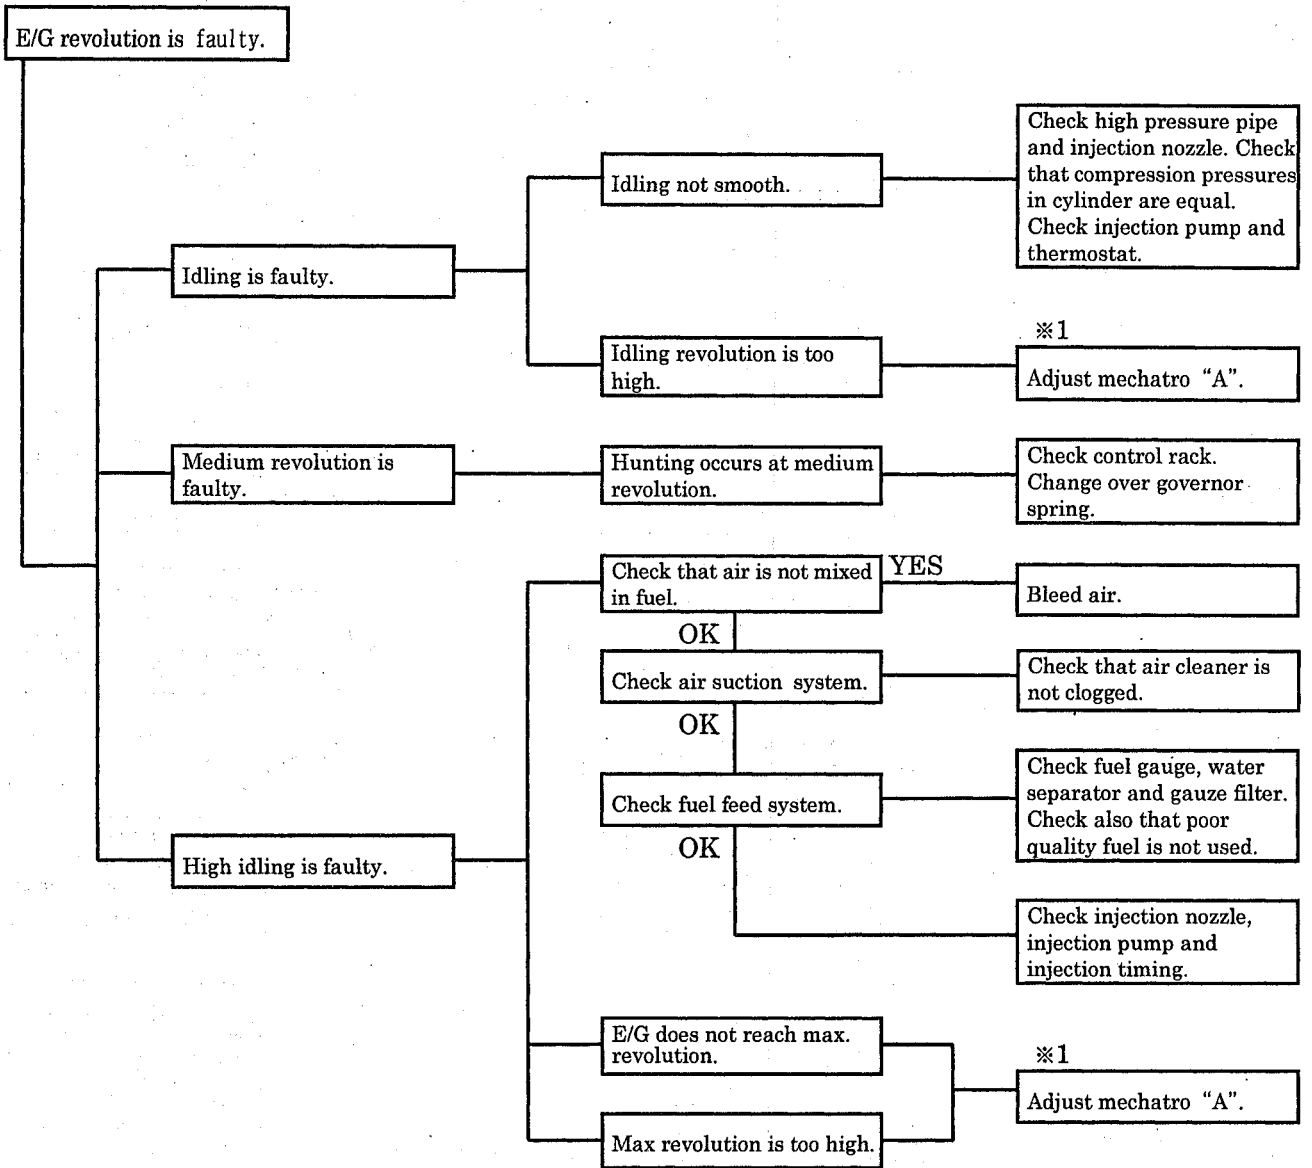 E/G revolution is faulty.
Idling is faulty.
Idling not smooth.
Check high pressure pipe
and injection nozzle. Check
that compression pressures
in cylinder are equal.
Check injection pump and
thermostat.
Idling revolution is too
high.
※1
Adjust mechatro "A".
Medium revolution is
faulty.
Hunting occurs at medium
revolution.
Check control rack.
Change over governor
spring.
High idling is faulty.
Check that air is not mixed
in fuel.
YES
Bleed air.
OK
Check air suction system.
Check that air cleaner is
not clogged.
OK
Check fuel feed system.
Check fuel gauge, water
separator and gauze filter.
Check also that poor
quality fuel is not used.
OK
Check injection nozzle,
injection pump and
injection timing.
E/G does not reach max.
revolution.
Max revolution is too high.
※1
Adjust mechatro "A".